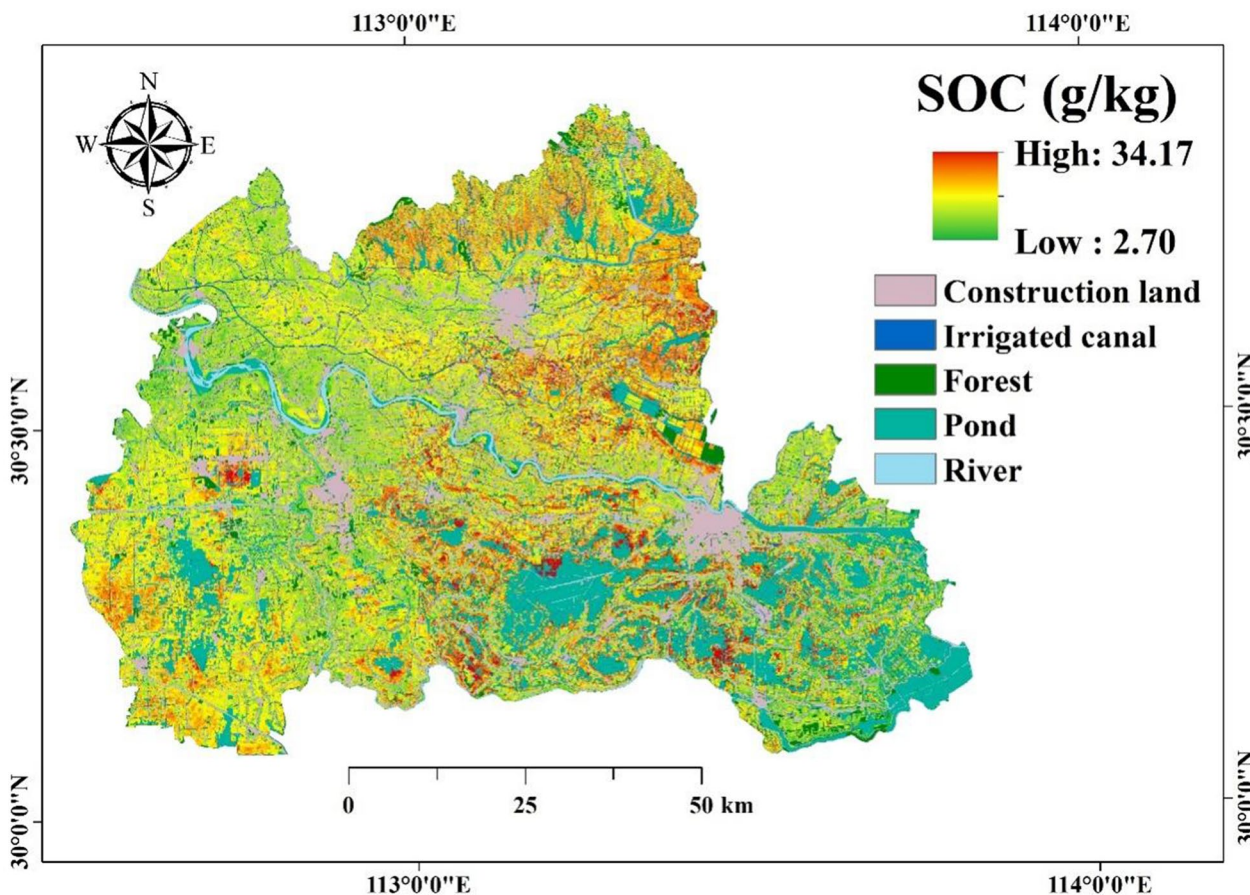 113°0'0"E
114°0'0"E
N
W
E
S
SOC (g/kg)
High: 34.17
Low : 2.70
Construction land
Irrigated canal
Forest
Pond
River
30°30'0"N
30°30'0"N
0
25
50 km
30°0'0"N
30°0'0"N
113°0'0"E
114°0'0"E